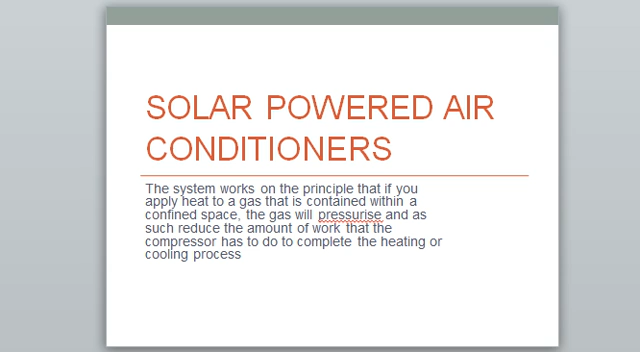 SOLAR POWERED AIR
CONDITIONERS
The system works on the principle that if you
apply heat to a gas that is contained within a
confined space, the gas will pressurise and as
such reduce the amount of work that the
compressor has to do to complete the heating or
cooling process